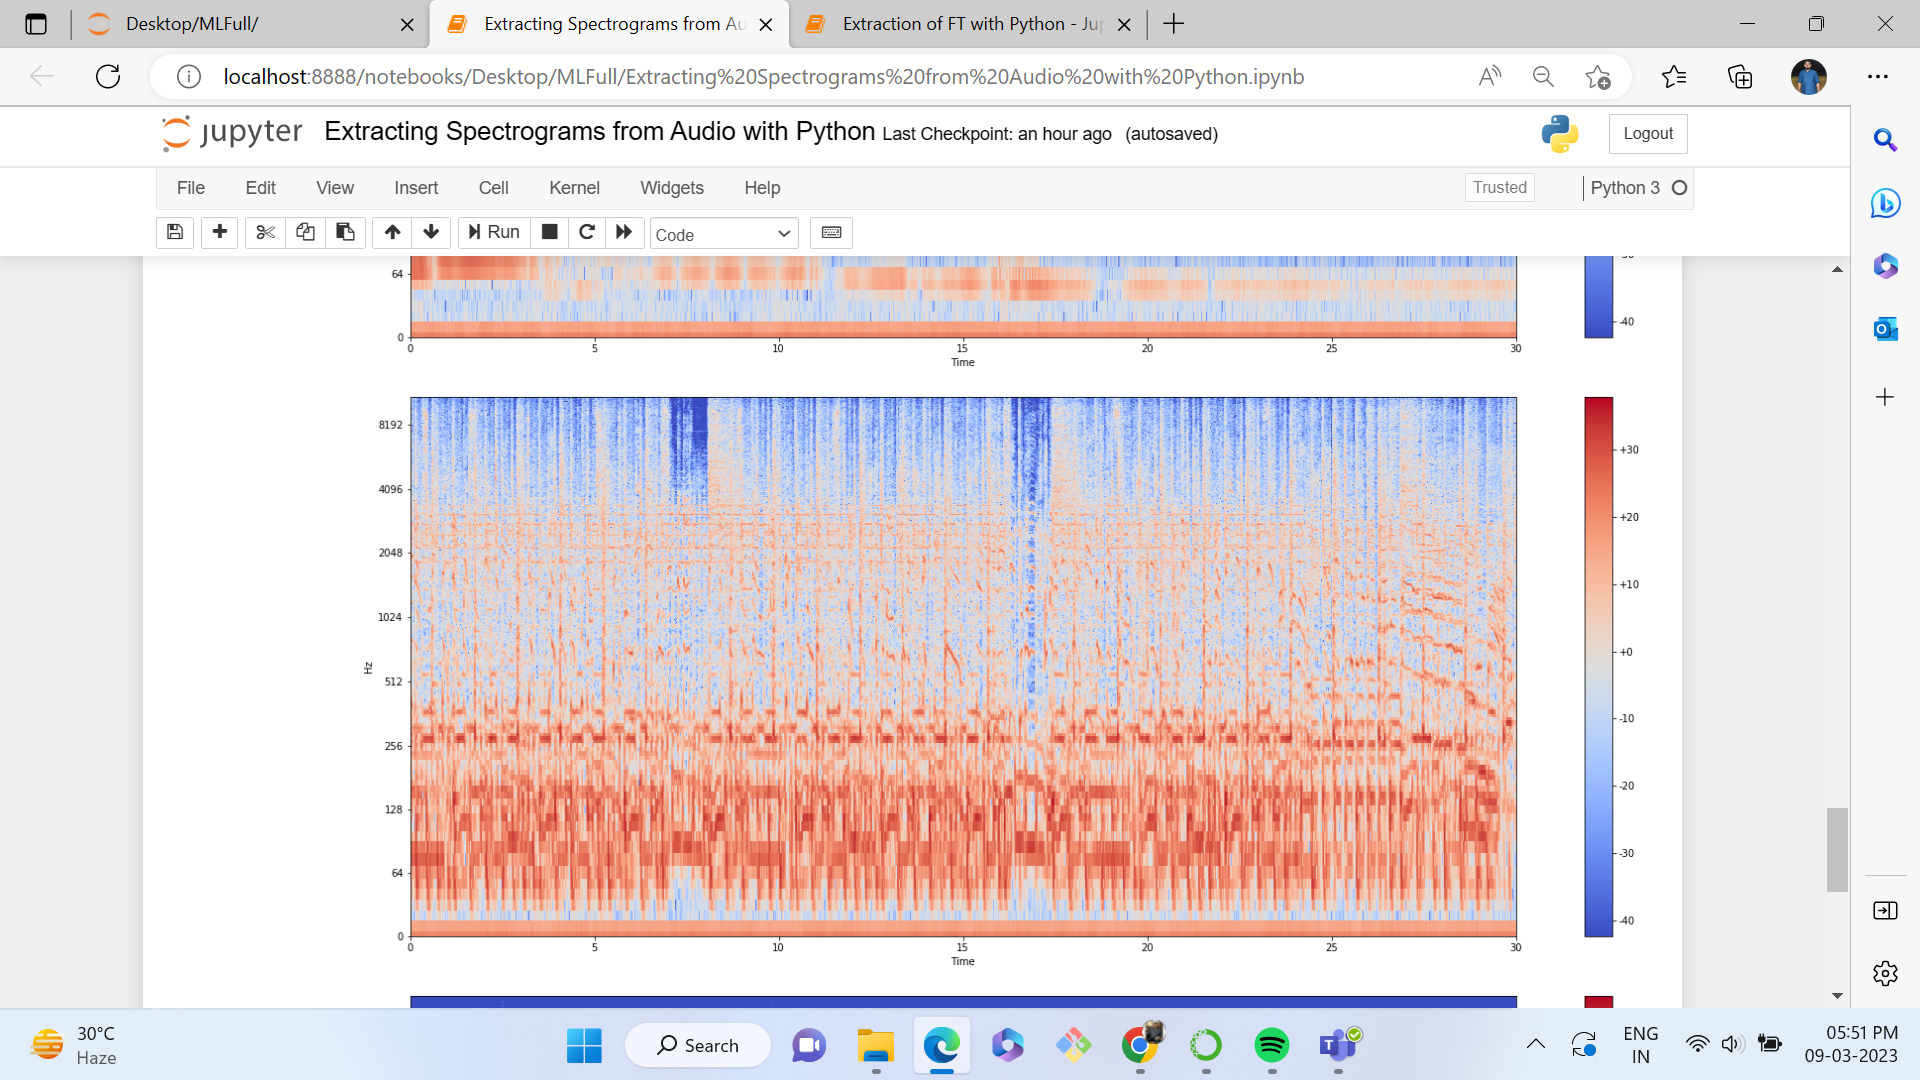 Desktop/MLFull/
Extracting Spectrograms from Au
Extraction of FT with Python - Ju
localhost:8888/notebooks/Desktop/MLFull/Extracting%20Spectrograms%20from%20Audio%20with%20Python.ipynb
jupyter Extracting Spectrograms from Audio with Python Last Checkpoint: an hour ago (autosaved)
Logout
File Edit View Insert Cell Kernel Widgets Help
Trusted
Python 3
Run
Code
64
0
0 5 10 15 20 25 30
Time
-40
8192
4096
2048
1024
512
256
128
64
0
Hz
0 5 10 15 20 25 30
Time
+30
+20
+10
+0
-10
-20
-30
-40
30°C
Haze
Search
ENG
IN
05:51 PM
09-03-2023